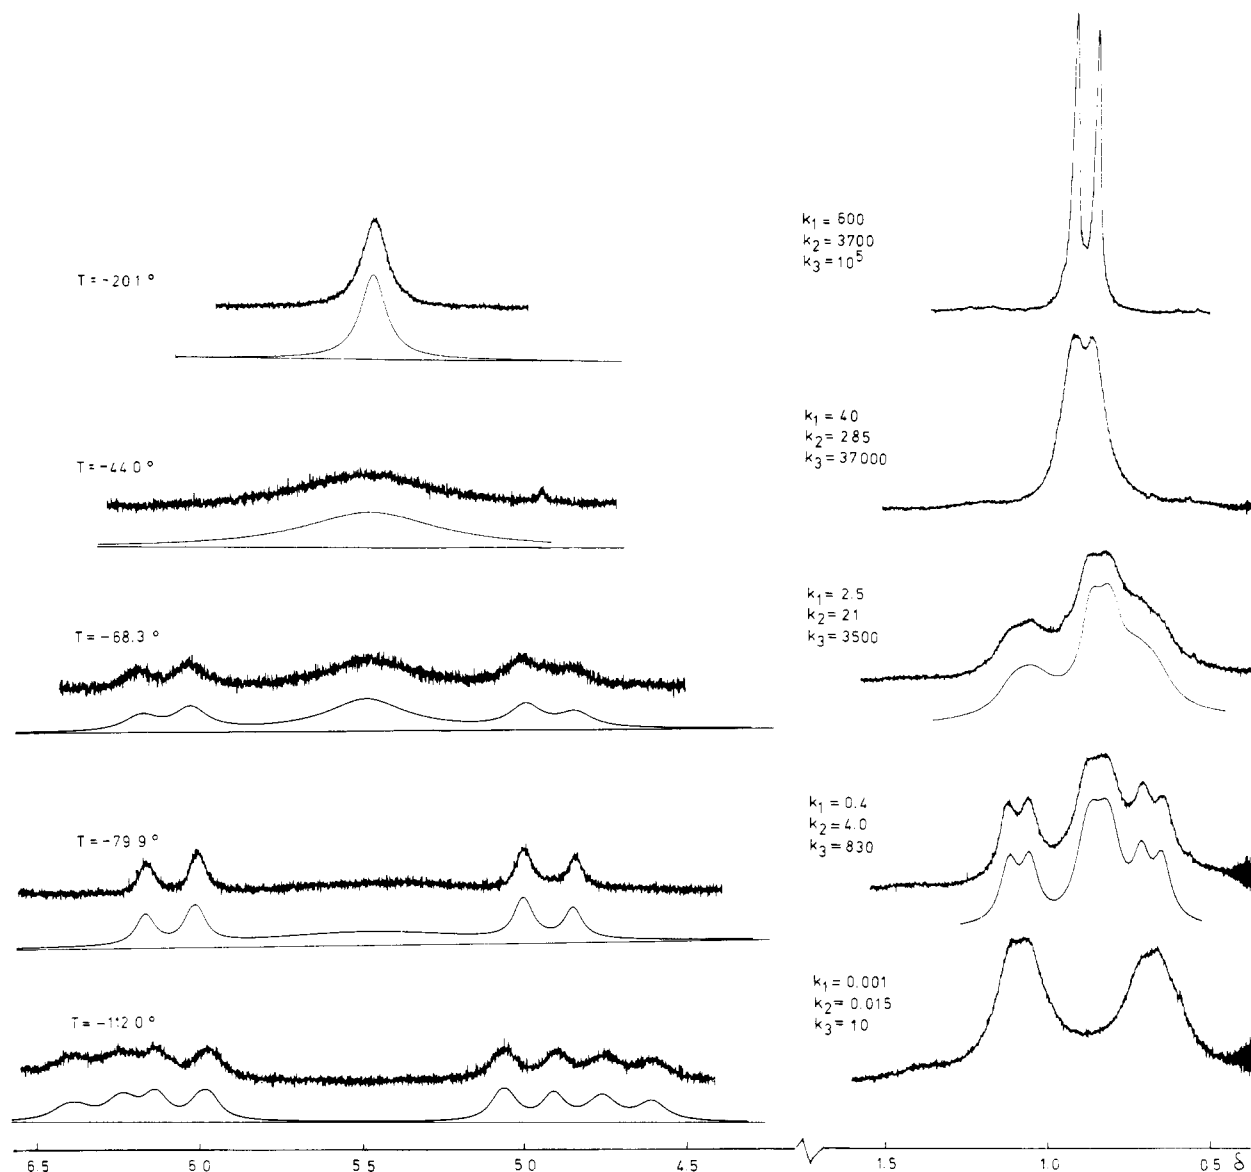 k₁ = 600
k₂ = 3700
k₃ = 10⁵
T = -20.1°
k₁ = 40
k₂ = 285
k₃ = 37000
T = -44.0°
k₁ = 2.5
k₂ = 21
k₃ = 3500
T = -68.3°
k₁ = 0.4
k₂ = 4.0
k₃ = 830
T = -79.9°
k₁ = 0.001
k₂ = 0.015
k₃ = 10
T = -112.0°
6.5 6.0 5.5 5.0 4.5 1.5 1.0 0.5 δ